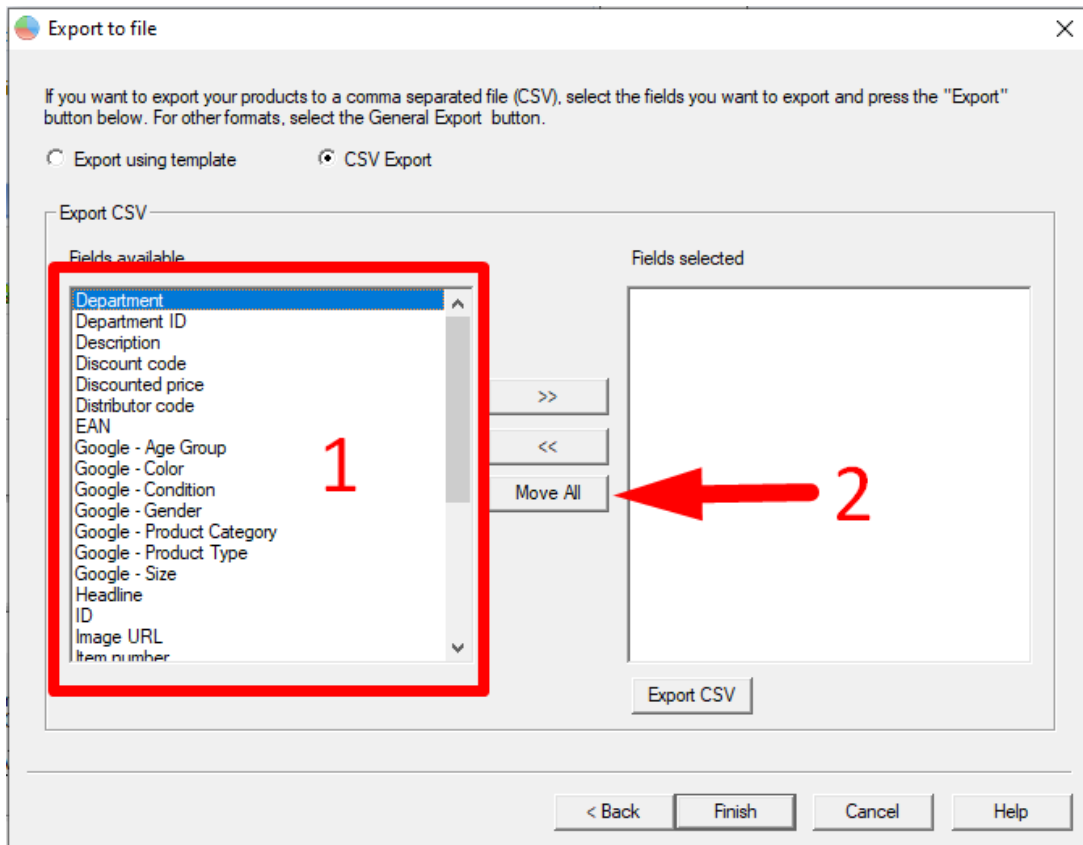 Export to file
If you want to export your products to a comma separated file (CSV), select the fields you want to export and press the "Export"
button below. For other formats, select the General Export button.
Export using template
CSV Export
Export CSV
Fields available
Fields selected
Department
Department ID
Description
Discount code
Discounted price
Distributor code
EAN
Google - Age Group
Google - Color
Google - Condition
Google - Gender
Google - Product Category
Google - Product Type
Google - Size
Headline
ID
Image URL
Item number
1
>>
<<
Move All
2
Export CSV
< Back
Finish
Cancel
Help